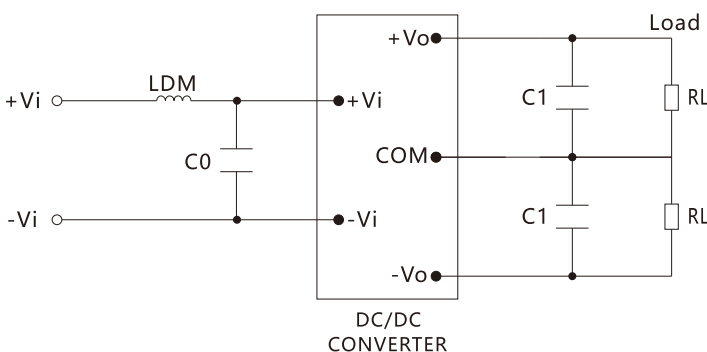 Load
+Vo
LDM
+Vi
+Vi
C1
RL
COM
C0
-Vi
-Vi
C1
RL
-Vo
DC/DC
CONVERTER